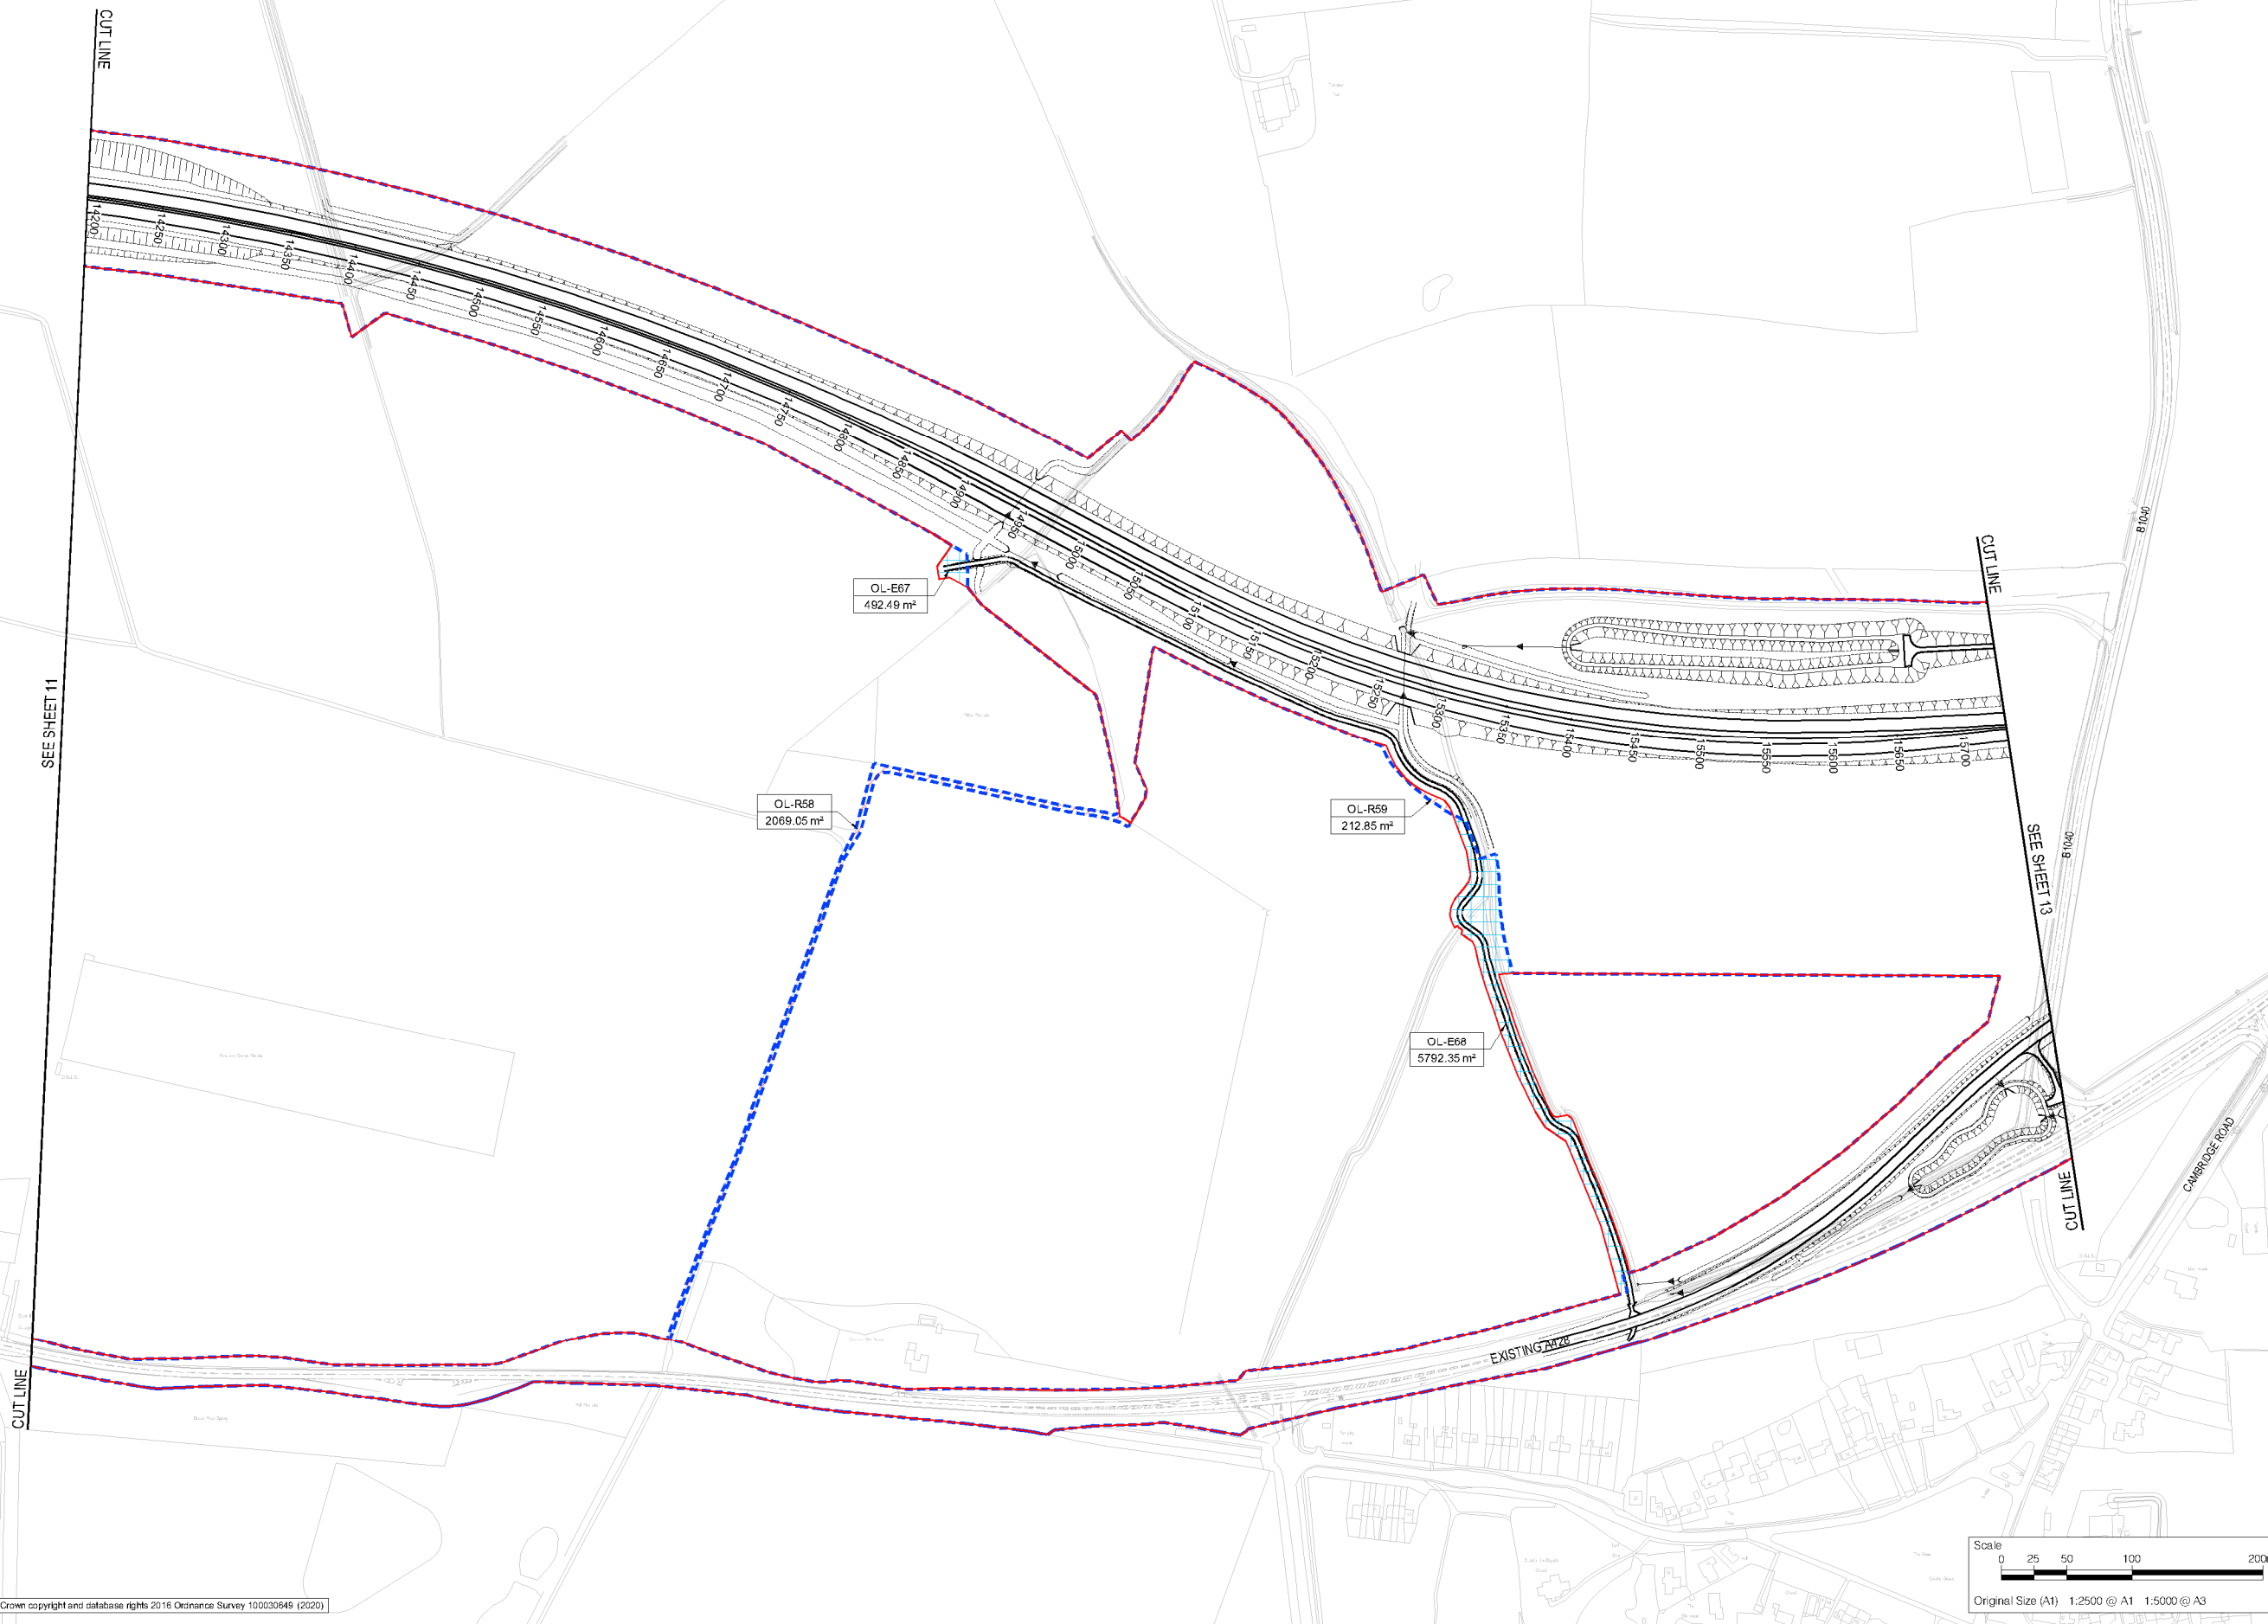 CUT LINE
14200
14250
14300
14350
14400
14450
14500
14550
14600
14650
14700
14750
14800
14850
14900
14950
15000
15050
15100
15150
15200
15250
15300
15350
15400
15450
15500
15550
15600
15650
15700
B1040
CUT LINE
OL-E67
492.49 m²
SEE SHEET 11
OL-R58
2069.05 m²
OL-R59
212.85 m²
SEE SHEET 13
B1040
OL-E68
5792.35 m²
CAMBRIDGE ROAD
CUT LINE
EXISTING A428
CUT LINE
Scale
0 25 50 100 200m
Original Size (A1) 1:2500 @ A1 1:5000 @ A3
Crown copyright and database rights 2016 Ordnance Survey 100030649 (2020)